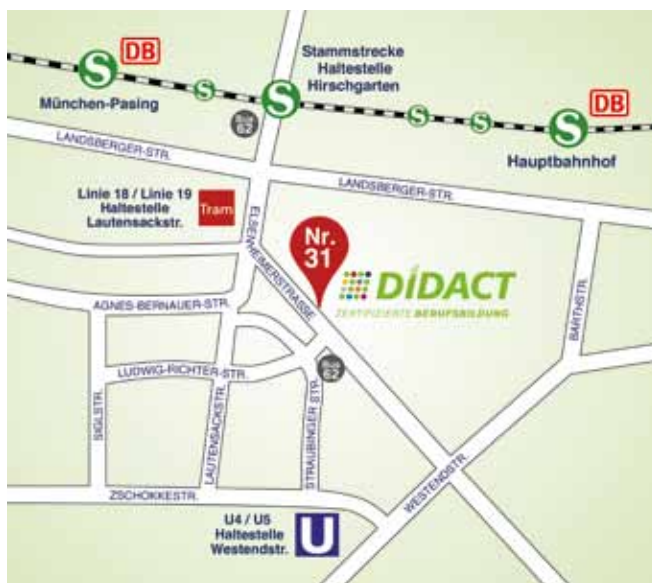 DB
S
München-Pasing
S
Stammstrecke
Haltestelle
Hirschgarten
S
S
S
DB
S
Hauptbahnhof
LANDSBERGER-STR.
LANDSBERGER-STR.
Linie 18 / Linie 19
Haltestelle
Lautensackstr.
Tram
ELSENHEIMERSTRASSE
Nr.
31
DIDACT
ZERTIFIZIERTE BERUFSBILDUNG
BARTHSTR.
AGNES-BERNAUER-STR.
LUDWIG-RICHTER-STR.
SIGLSTR.
LAUTENSACKSTR.
STRAUBINGER STR.
WESTENDSTR.
ZSCHOKKESTR.
U4 / U5
Haltestelle
Westendstr.
U